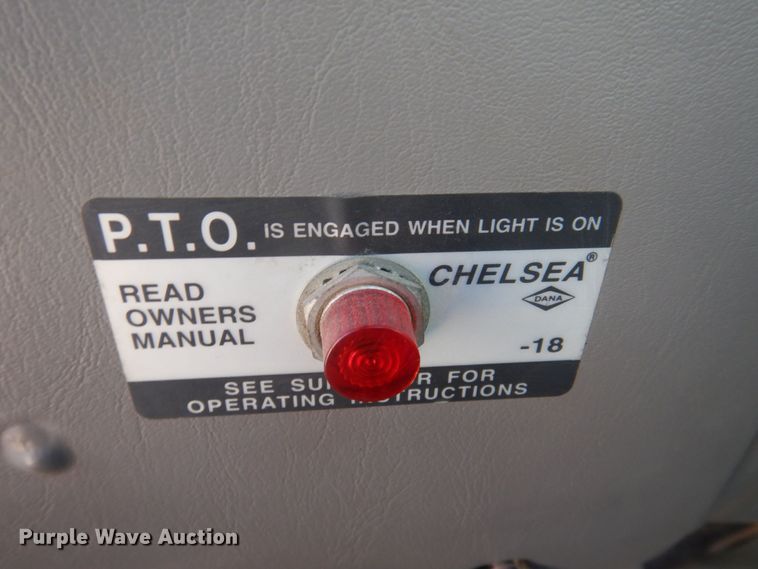 P.T.O. IS ENGAGED WHEN LIGHT IS ON
READ
OWNERS
MANUAL
CHELSEA®
DANA
-18
SEE FOR
OPERATING
Purple Wave Auction